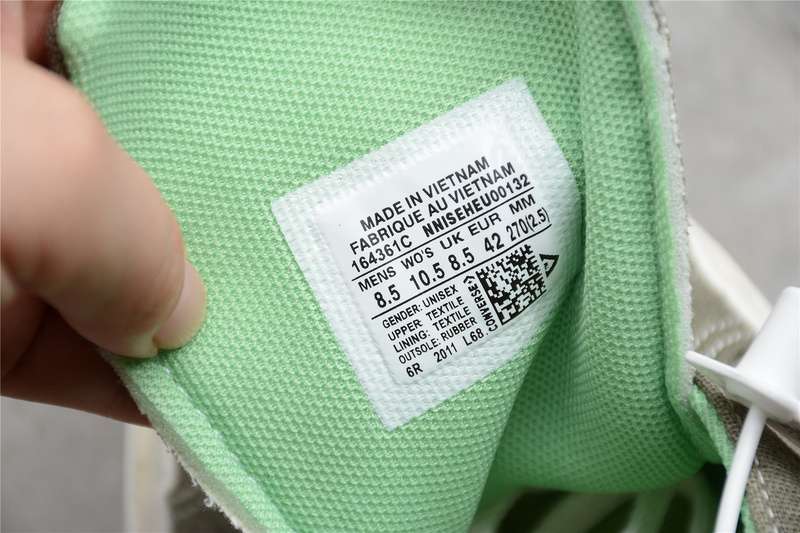 MADE IN VIETNAM
FABRIQUE AU VIETNAM
164361C NNISEHEU00132
MENS WO'S UK EUR MM
8.5 10.5 8.5 42 270(2.5)
GENDER: UNISEX
UPPER: TEXTILE
LINING: TEXTILE
OUTSOLE: RUBBER
6R 2011 L68
CONVERSE